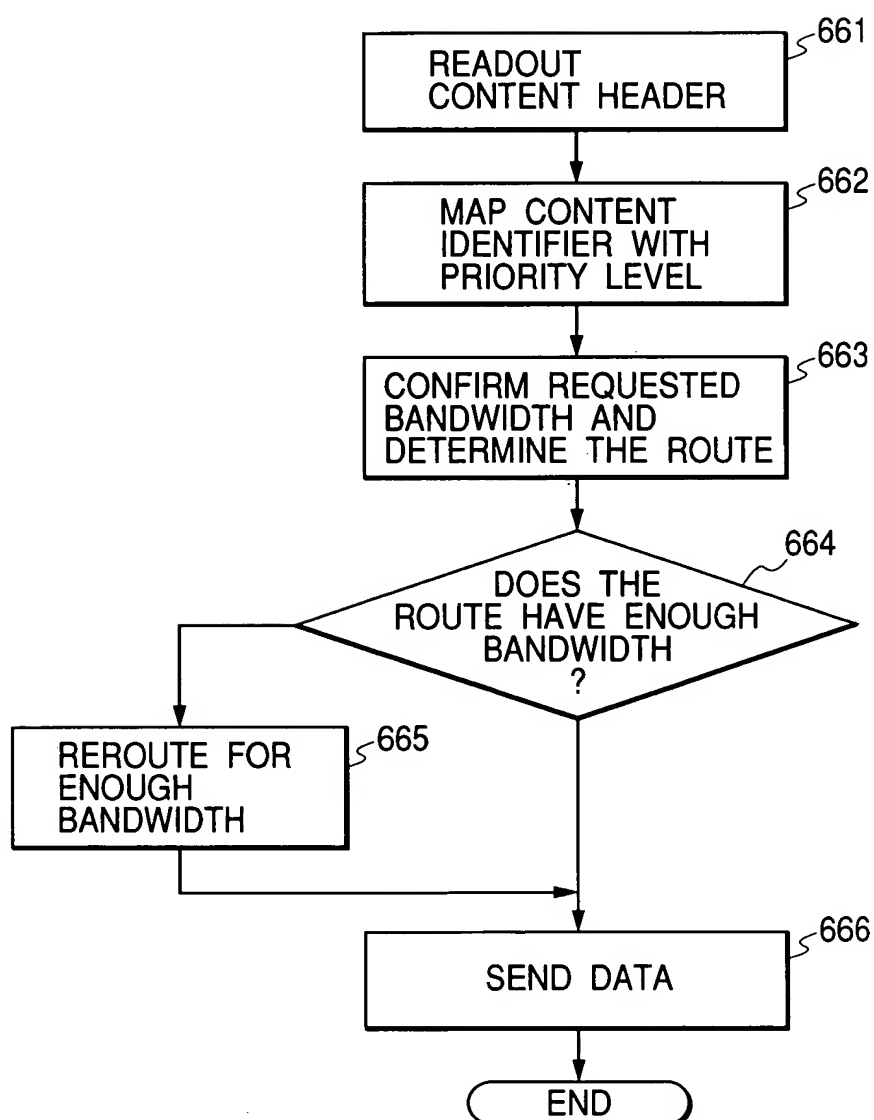 661
READOUT
CONTENT HEADER
662
MAP CONTENT
IDENTIFIER WITH
PRIORITY LEVEL
663
CONFIRM REQUESTED
BANDWIDTH AND
DETERMINE THE ROUTE
664
DOES THE
ROUTE HAVE ENOUGH
BANDWIDTH
?
665
REROUTE FOR
ENOUGH
BANDWIDTH
666
SEND DATA
END